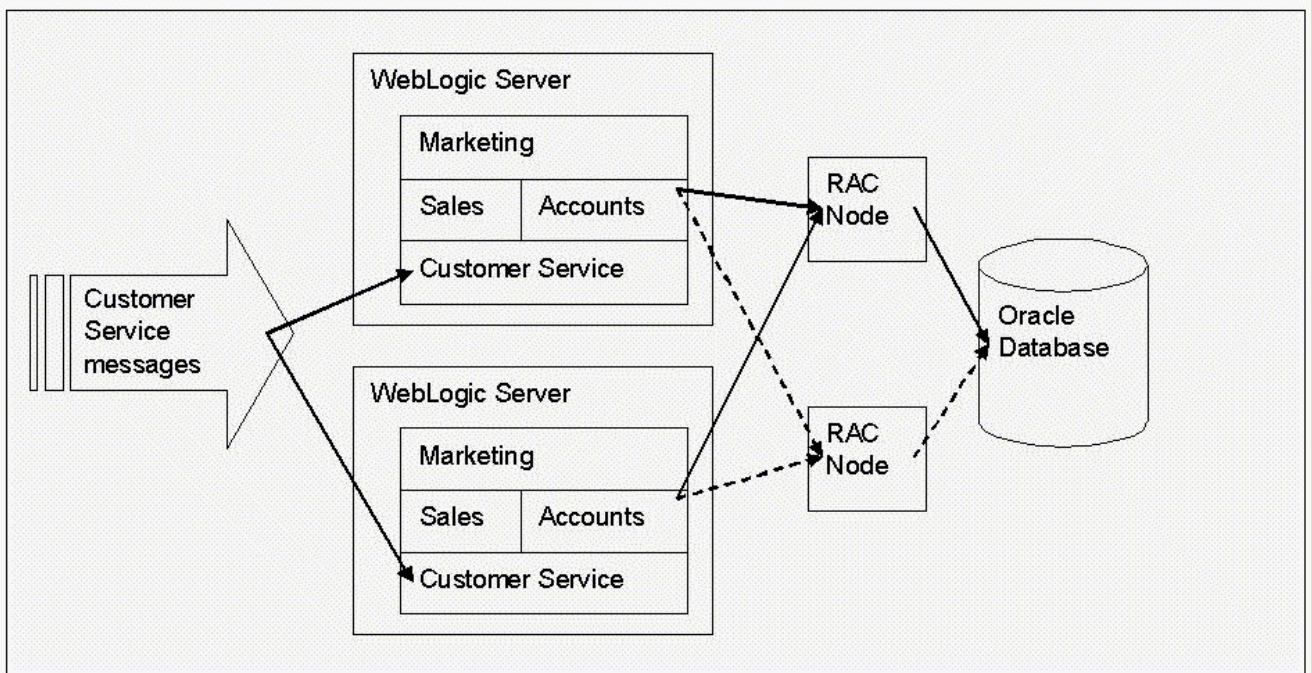 WebLogic Server
Marketing
Sales
Accounts
Customer Service
Customer
Service
messages
WebLogic Server
Marketing
Sales
Accounts
Customer Service
RAC
Node
RAC
Node
Oracle
Database